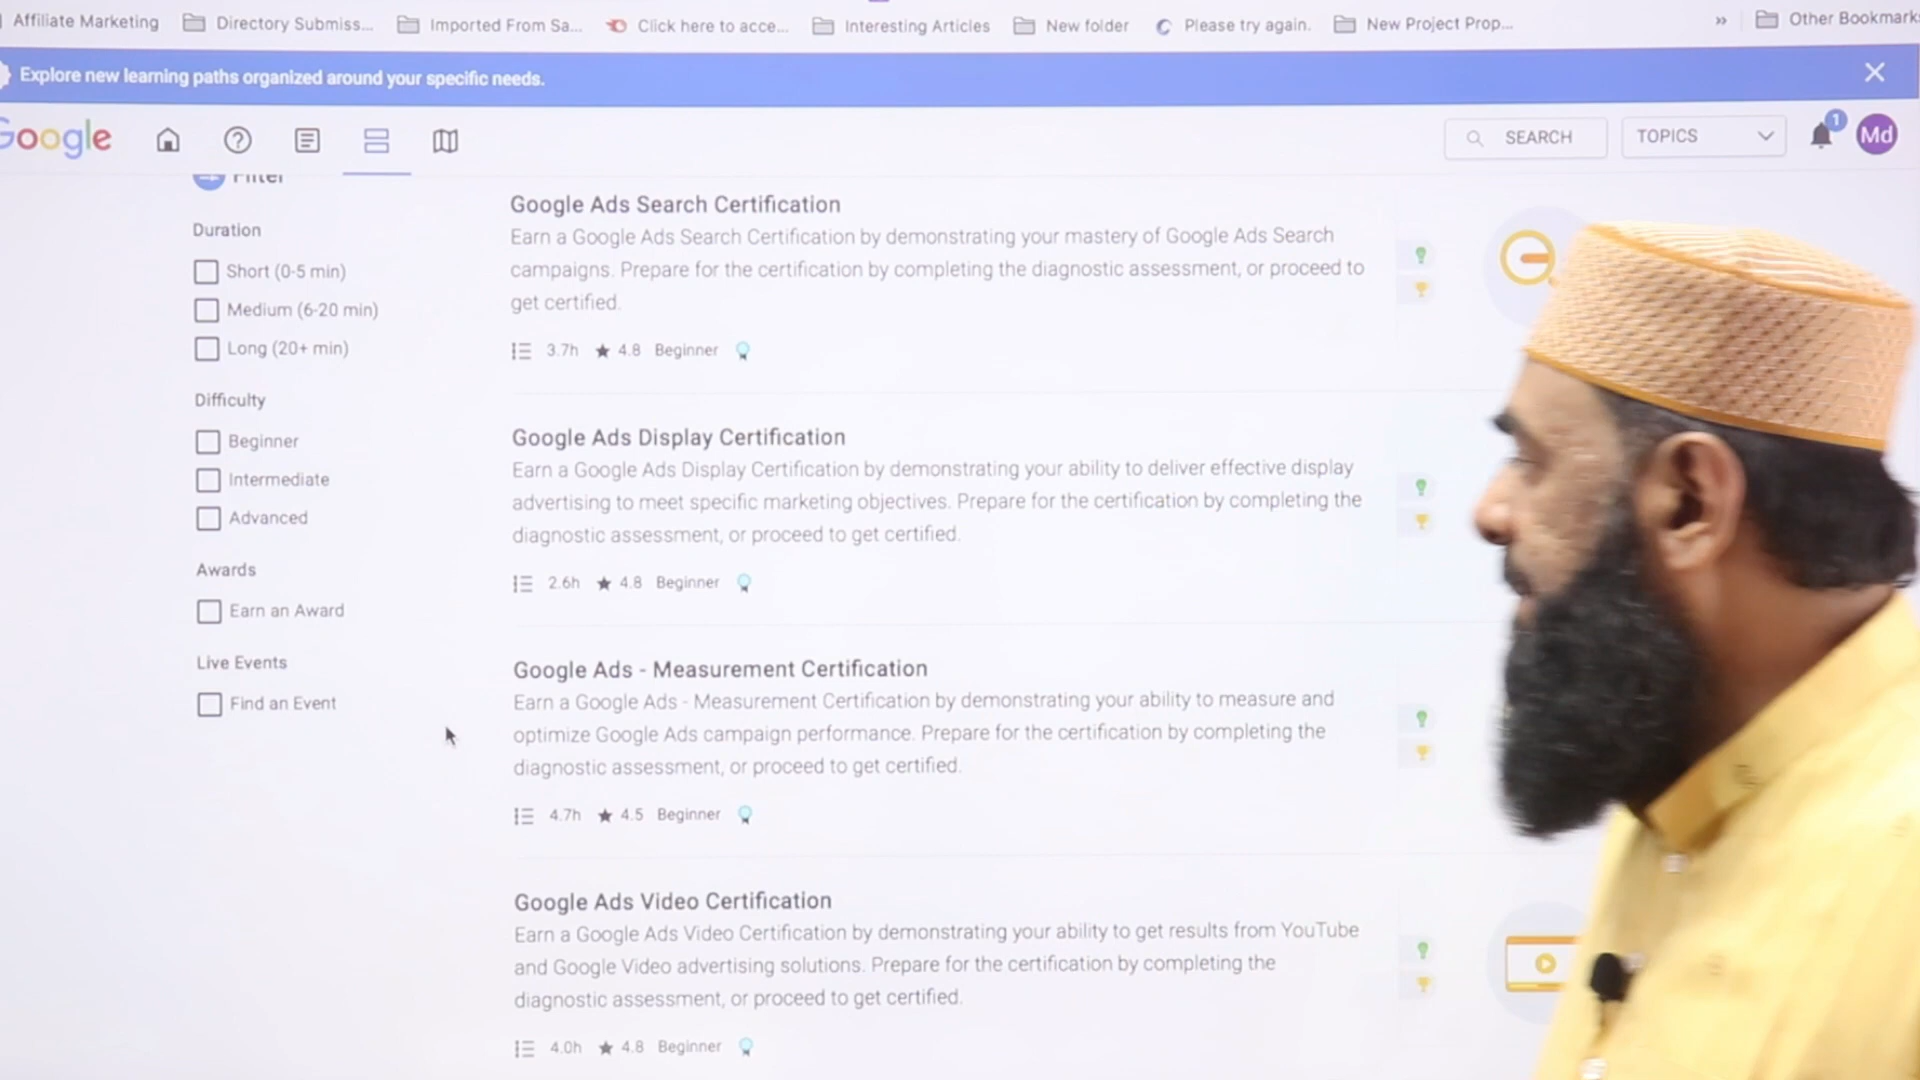 Affiliate Marketing
Directory Submiss...
Imported From Sa...
Click here to acce...
Interesting Articles
New folder
Please try again.
New Project Prop...
»
Other Bookmark
Explore new learning paths organized around your specific needs.
Google
SEARCH
TOPICS
1
Md
Filter
Duration
Short (0-5 min)
Medium (6-20 min)
Long (20+ min)
Difficulty
Beginner
Intermediate
Advanced
Awards
Earn an Award
Live Events
Find an Event
Google Ads Search Certification
Earn a Google Ads Search Certification by demonstrating your mastery of Google Ads Search
campaigns. Prepare for the certification by completing the diagnostic assessment, or proceed to
get certified.
3.7h ★ 4.8 Beginner
Google Ads Display Certification
Earn a Google Ads Display Certification by demonstrating your ability to deliver effective display
advertising to meet specific marketing objectives. Prepare for the certification by completing the
diagnostic assessment, or proceed to get certified.
2.6h ★ 4.8 Beginner
Google Ads - Measurement Certification
Earn a Google Ads - Measurement Certification by demonstrating your ability to measure and
optimize Google Ads campaign performance. Prepare for the certification by completing the
diagnostic assessment, or proceed to get certified.
4.7h ★ 4.5 Beginner
Google Ads Video Certification
Earn a Google Ads Video Certification by demonstrating your ability to get results from YouTube
and Google Video advertising solutions. Prepare for the certification by completing the
diagnostic assessment, or proceed to get certified.
4.0h ★ 4.8 Beginner